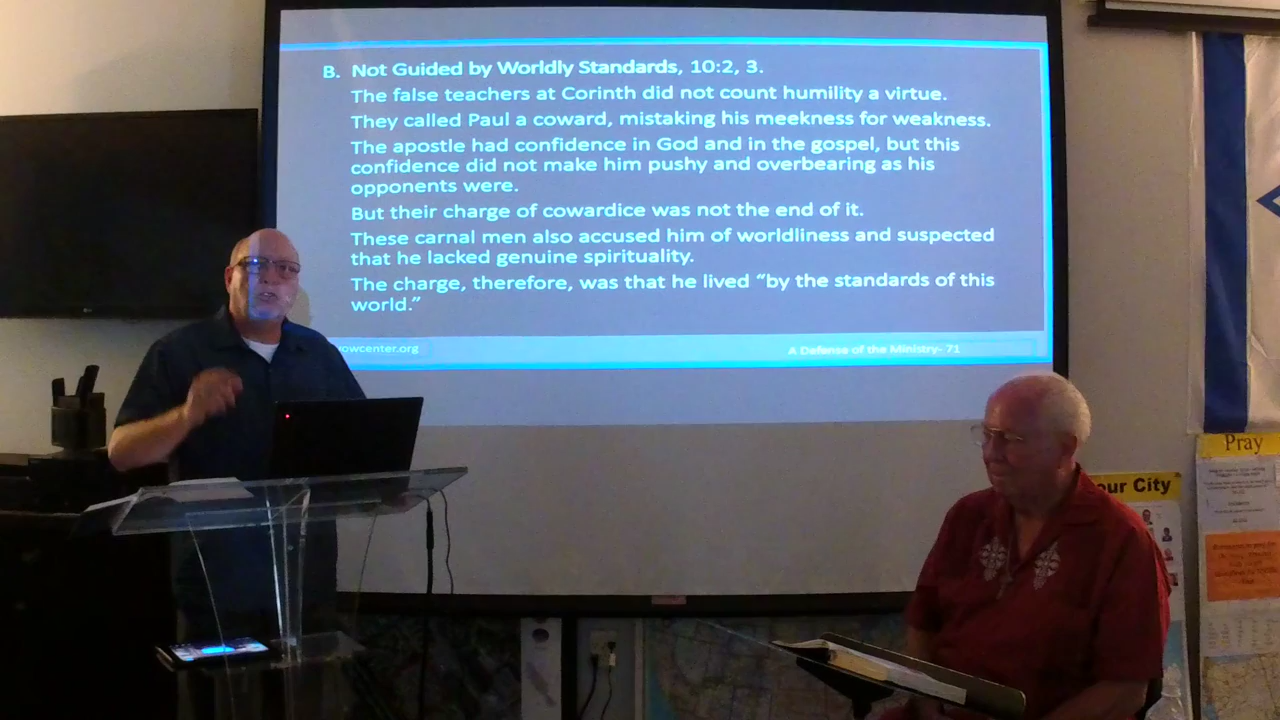 B. Not Guided by Worldly Standards, 10:2, 3.
The false teachers at Corinth did not count humility a virtue.
They called Paul a coward, mistaking his meekness for weakness.
The apostle had confidence in God and in the gospel, but this
confidence did not make him pushy and overbearing as his
opponents were.
But their charge of cowardice was not the end of it.
These carnal men also accused him of worldliness and suspected
that he lacked genuine spirituality.
The charge, therefore, was that he lived “by the standards of this
world.”
owcenter.org
A Defense of the Ministry- 71
Pray
our City